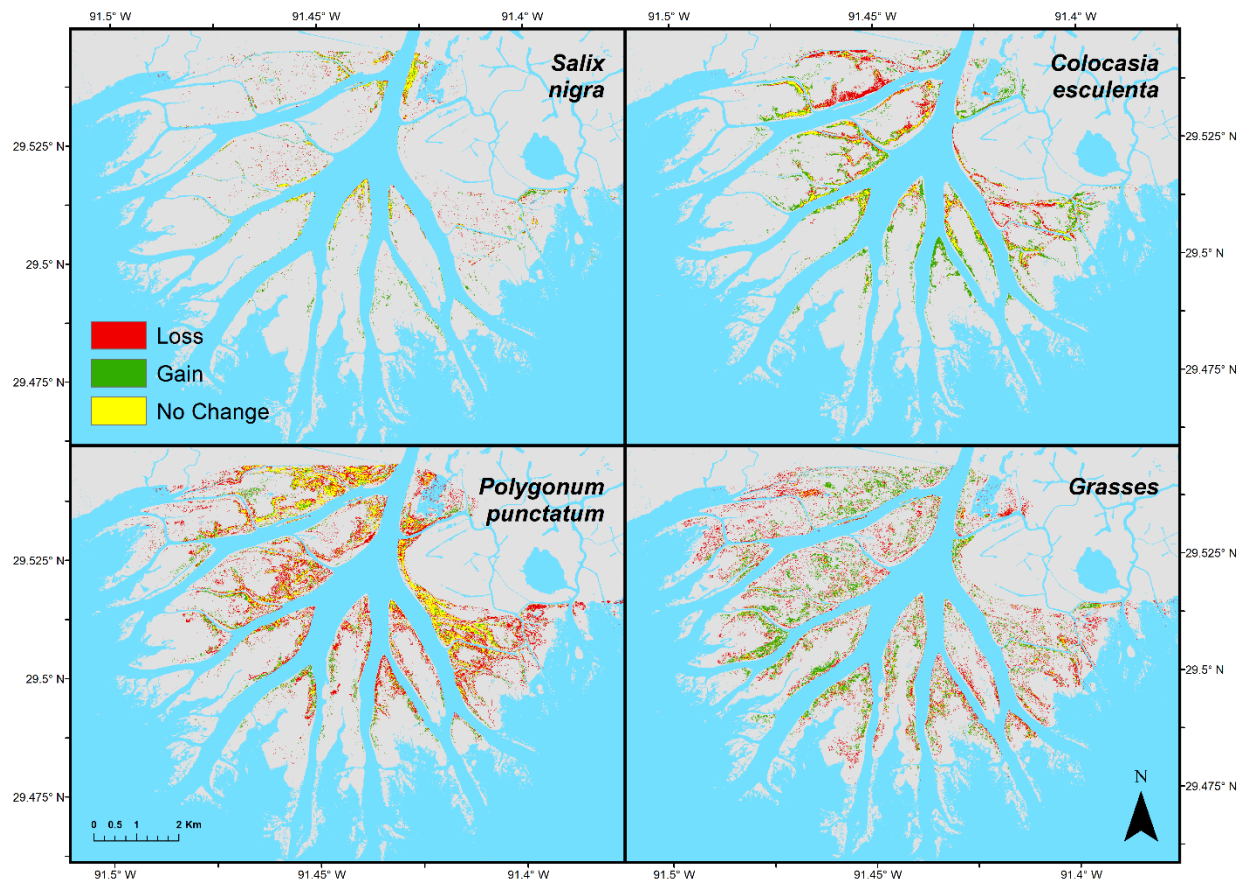 91.5° W 91.45° W 91.4° W 91.5° W 91.45° W 91.4° W
Salix
nigra
Colocasia
esculenta
29.525° N
29.5° N
29.475° N
29.525° N
29.5° N
29.475° N
Loss
Gain
No Change
Polygonum
punctatum
Grasses
29.525° N
29.5° N
29.475° N
29.525° N
29.5° N
29.475° N
0 0.5 1 2 Km
N
91.5° W 91.45° W 91.4° W 91.5° W 91.45° W 91.4° W